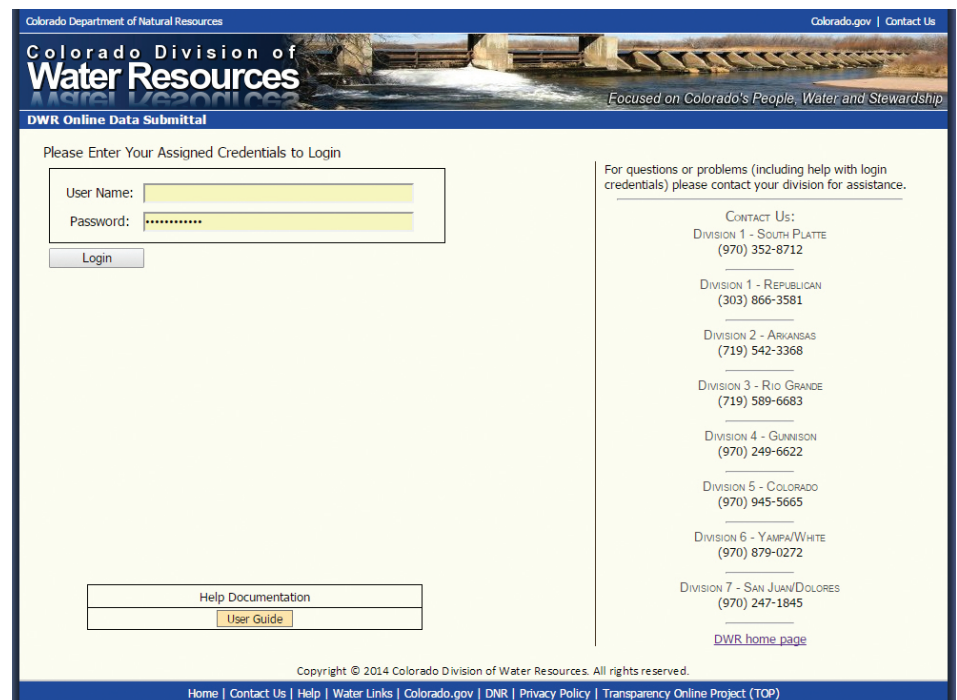 Colorado Department of Natural Resources
Colorado.gov | Contact Us
Colorado Division of
Water Resources
Focused on Colorado's People, Water and Stewardship
DWR Online Data Submittal
Please Enter Your Assigned Credentials to Login
User Name:
Password: ••••••••••••
Login
For questions or problems (including help with login
credentials) please contact your division for assistance.
Contact Us:
Division 1 - South Platte
(970) 352-8712
Division 1 - Republican
(303) 866-3581
Division 2 - Arkansas
(719) 542-3368
Division 3 - Rio Grande
(719) 589-6683
Division 4 - Gunnison
(970) 249-6622
Division 5 - Colorado
(970) 945-5665
Division 6 - Yampa/White
(970) 879-0272
Division 7 - San Juan/Dolores
(970) 247-1845
DWR home page
Help Documentation
User Guide
Copyright © 2014 Colorado Division of Water Resources. All rights reserved.
Home | Contact Us | Help | Water Links | Colorado.gov | DNR | Privacy Policy | Transparency Online Project (TOP)